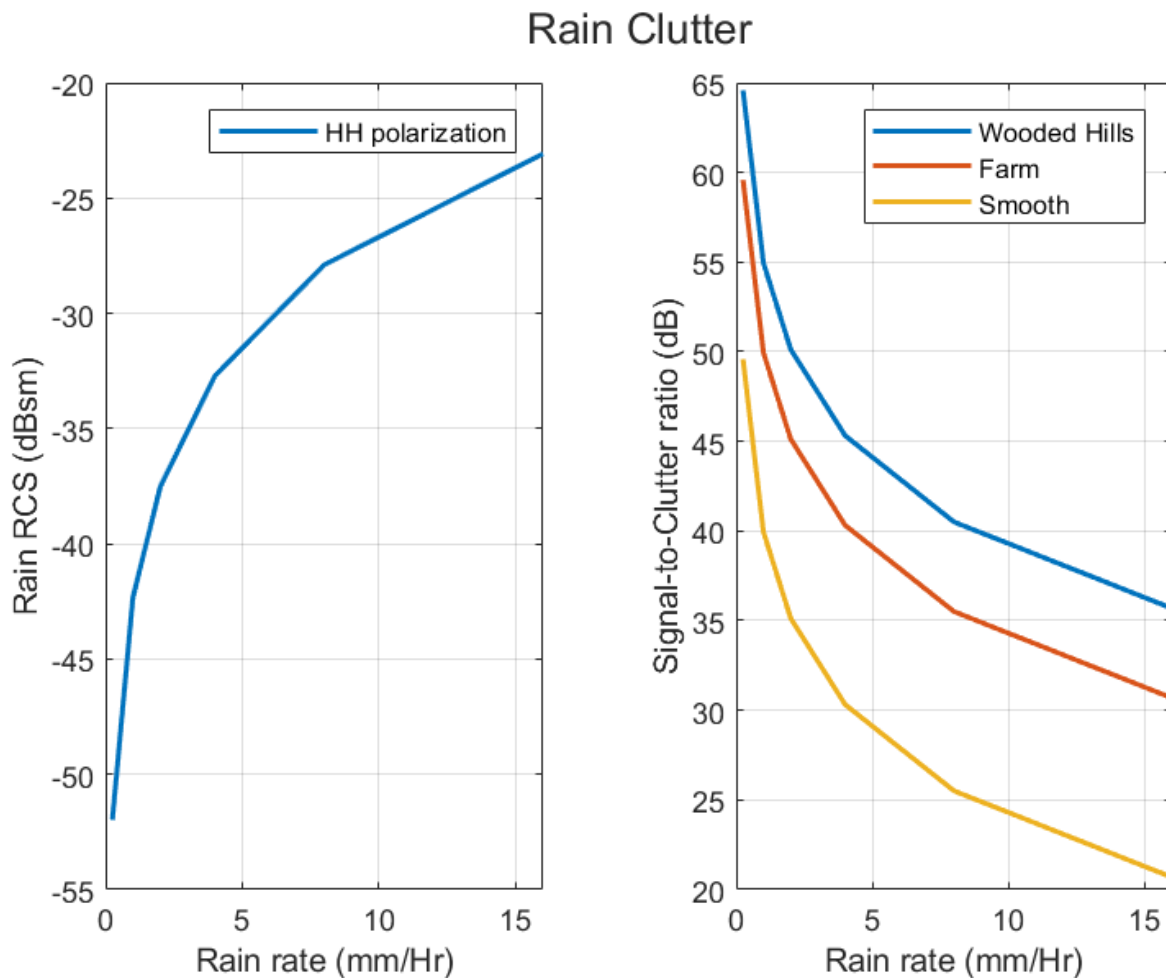 Rain Clutter
-20
-25
-30
-35
-40
-45
-50
-55
0
5
10
15
Rain RCS (dBsm)
Rain rate (mm/Hr)
HH polarization
65
60
55
50
45
40
35
30
25
20
0
5
10
15
Signal-to-Clutter ratio (dB)
Rain rate (mm/Hr)
Wooded Hills
Farm
Smooth